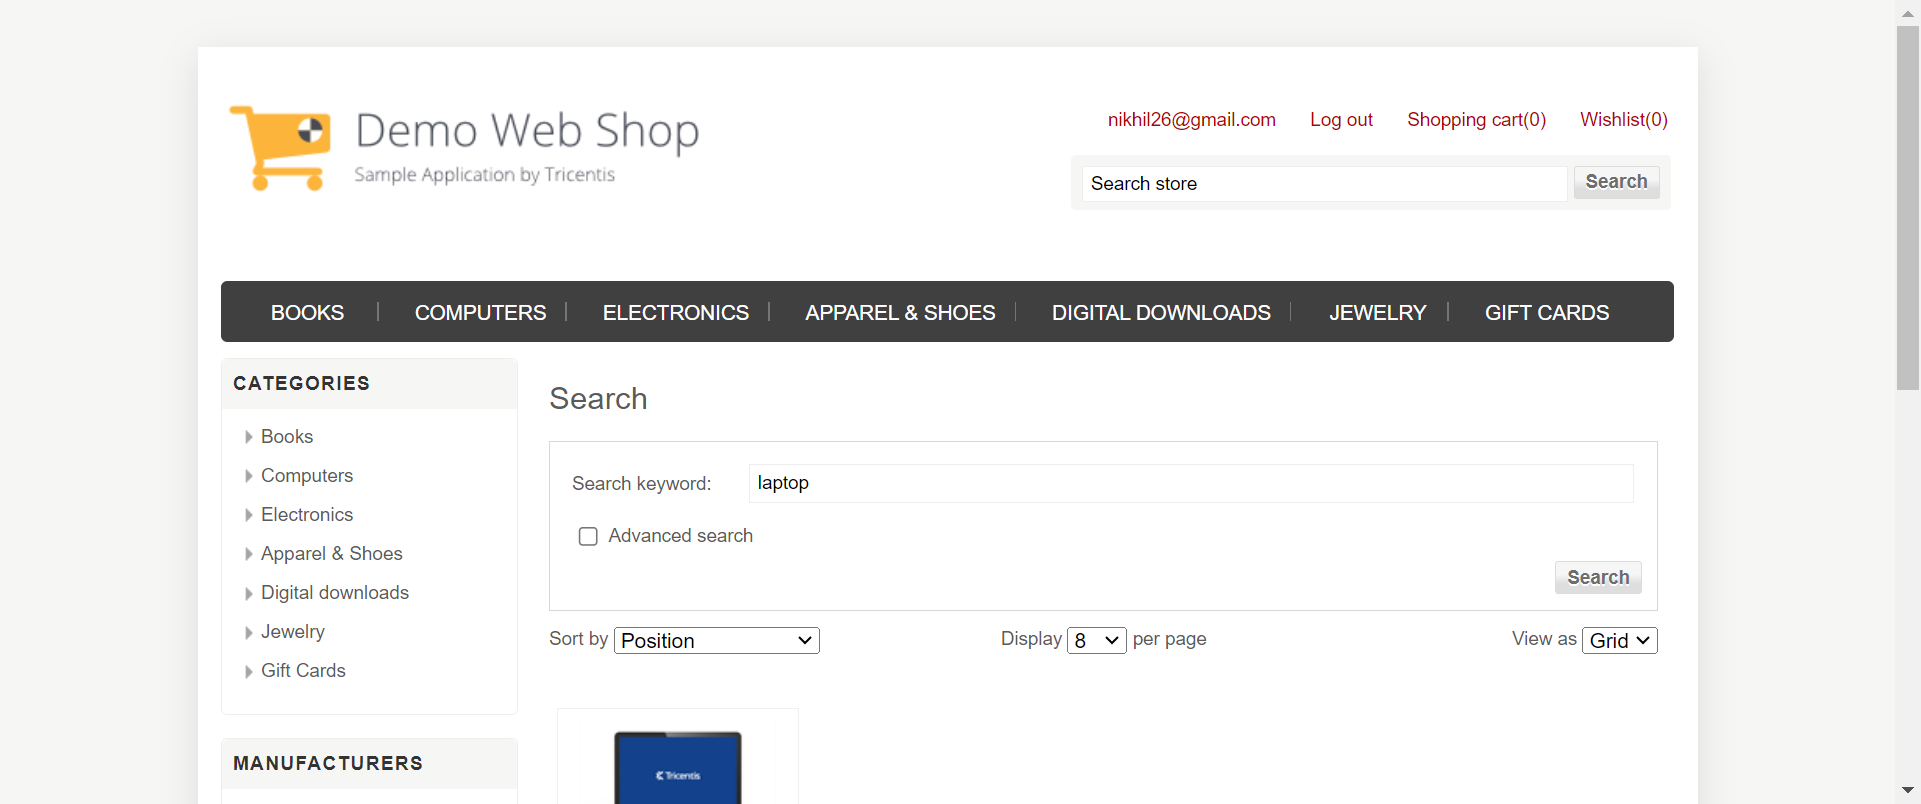 Demo Web Shop
Sample Application by Tricentis
nikhil26@gmail.com Log out Shopping cart(0) Wishlist(0)
Search store Search
BOOKS COMPUTERS ELECTRONICS APPAREL & SHOES DIGITAL DOWNLOADS JEWELRY GIFT CARDS
CATEGORIES
Books
Computers
Electronics
Apparel & Shoes
Digital downloads
Jewelry
Gift Cards
MANUFACTURERS
Search
Search keyword: laptop
Advanced search
Search
Sort by Position Display 8 per page View as Grid
Tricentis